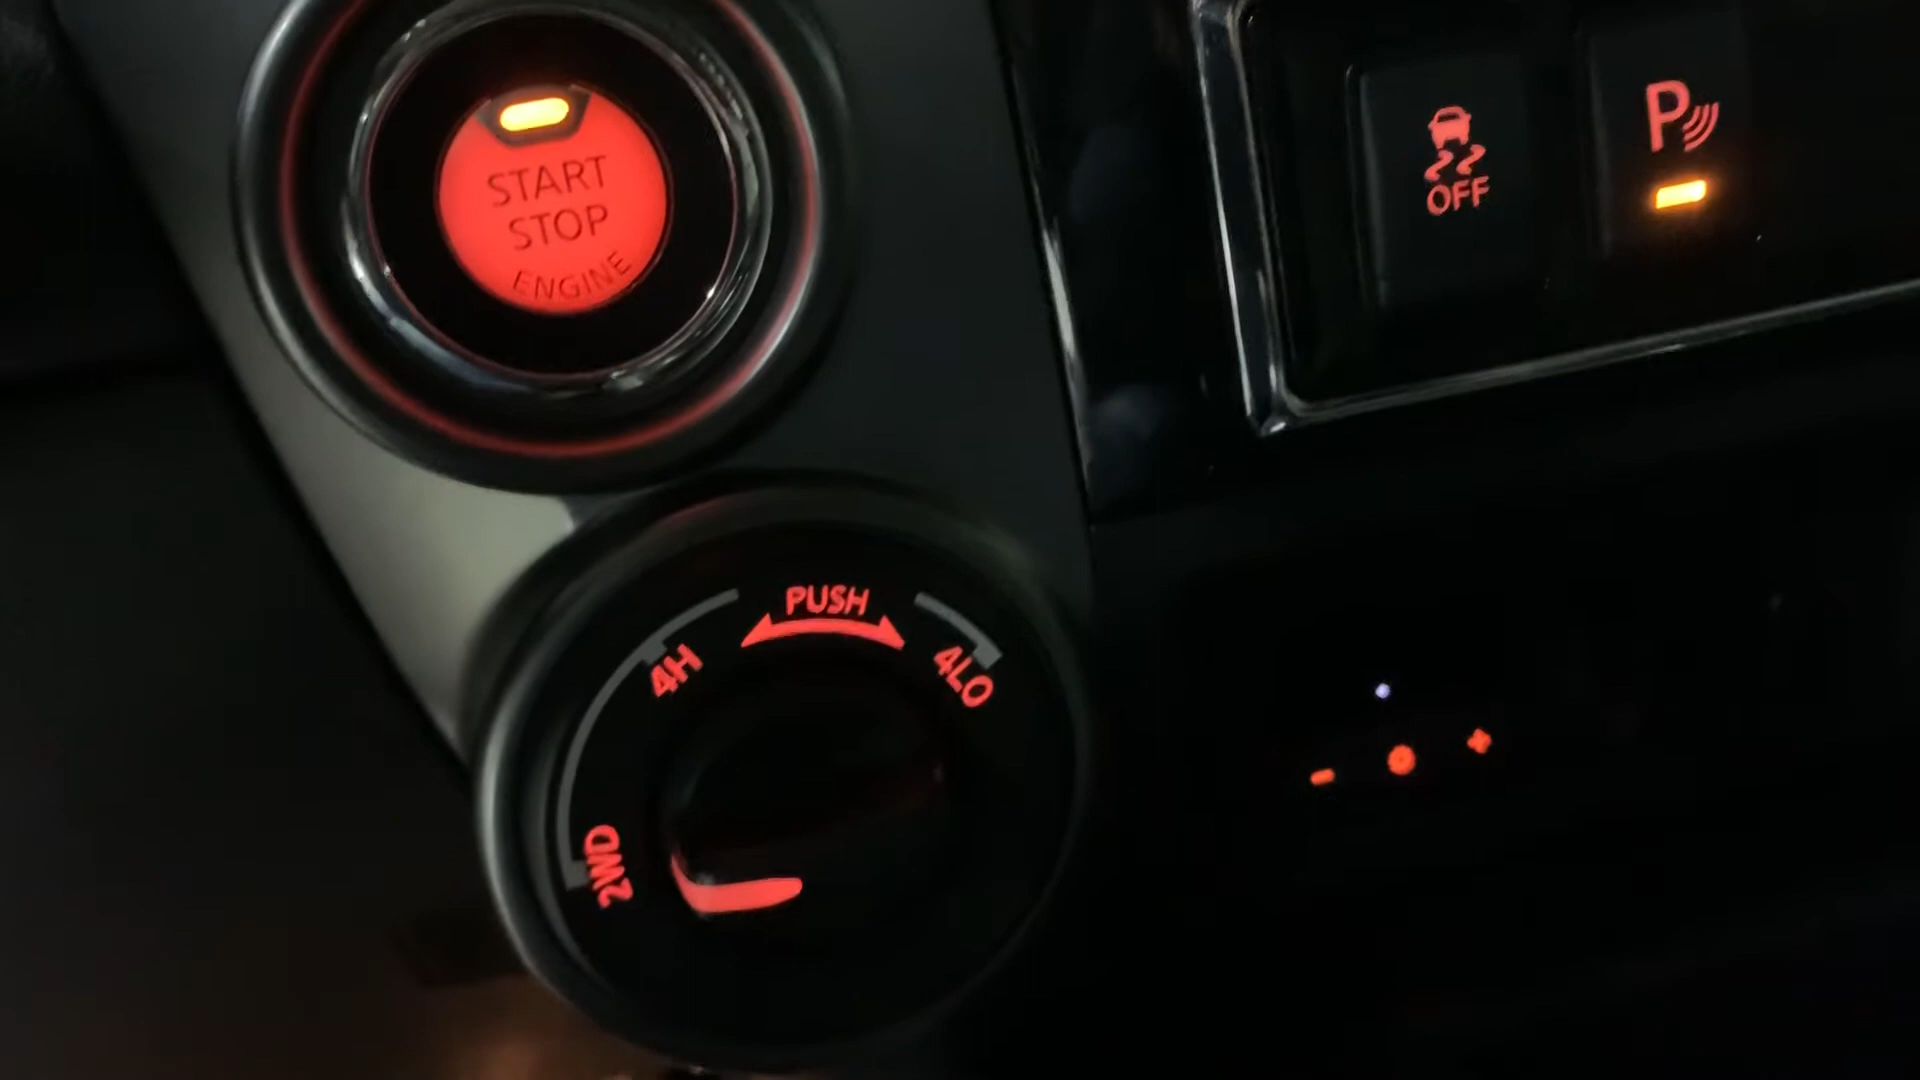 START
STOP
ENGINE
OFF
P
PUSH
4H
4LO
2WD